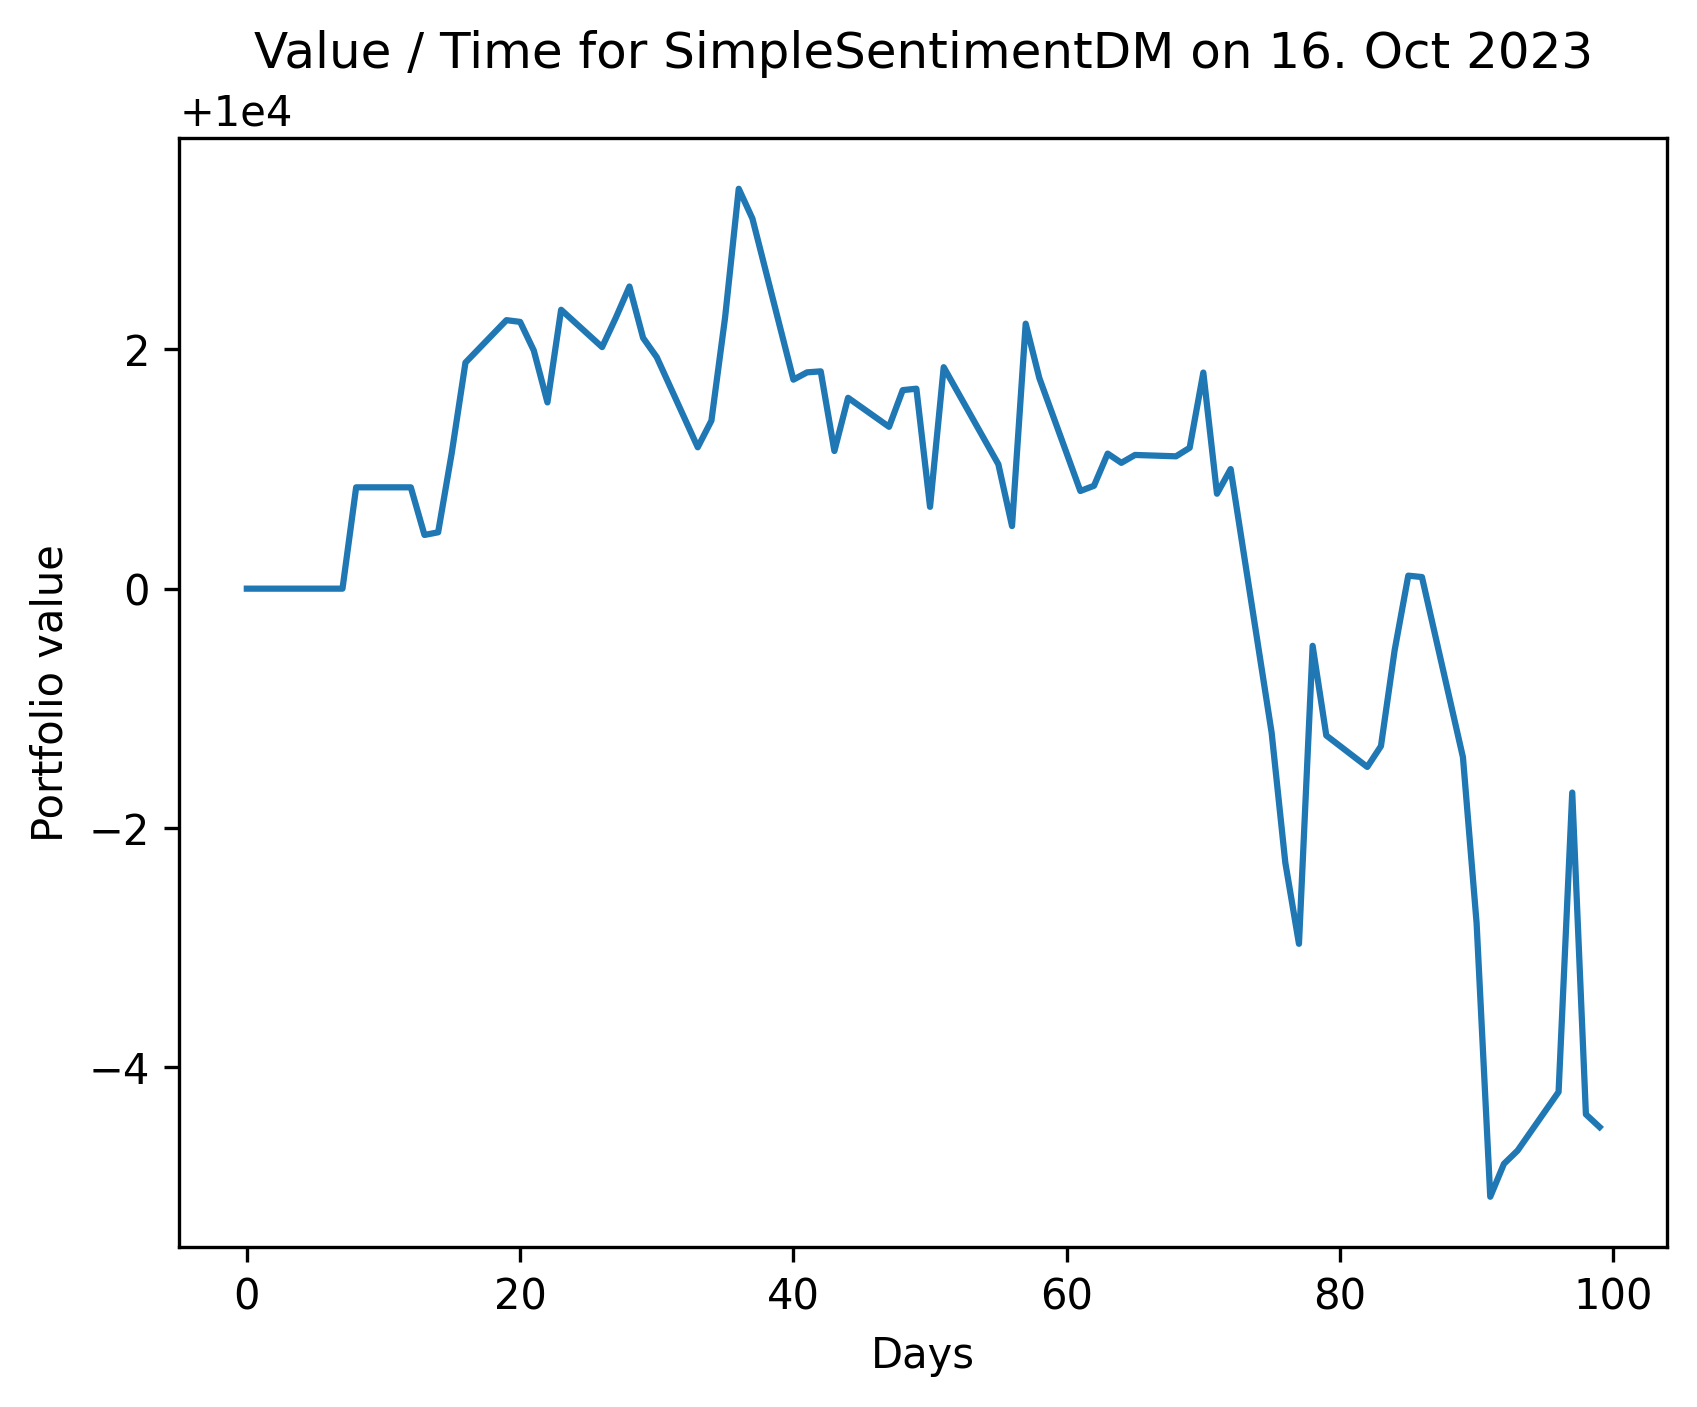 Value / Time for SimpleSentimentDM on 16. Oct 2023
+1e4
2
0
−2
−4
Portfolio value
0 20 40 60 80 100
Days